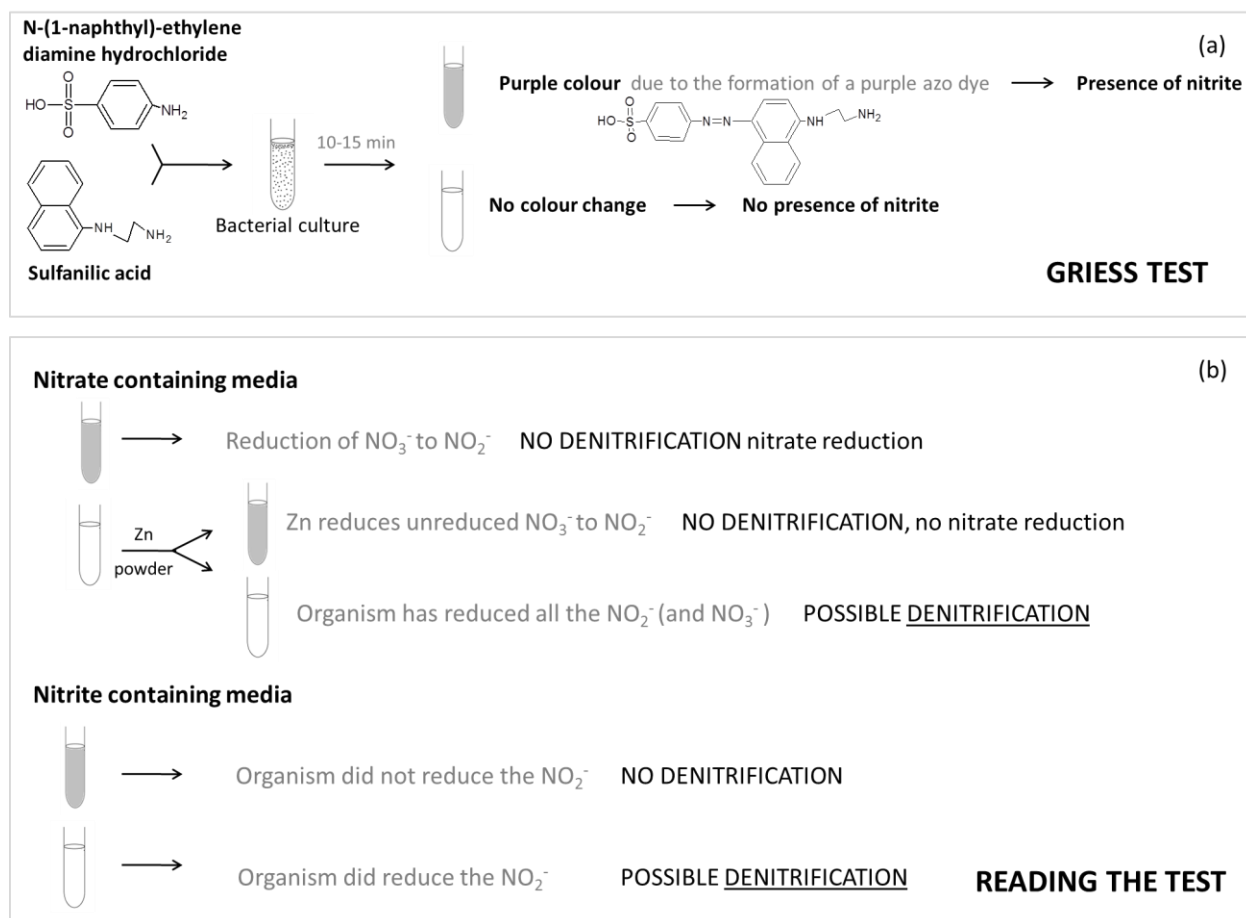 N-(1-naphthyl)-ethylene
diamine hydrochloride
(a)
HO-S
O
O
NH₂
Purple colour due to the formation of a purple azo dye
Presence of nitrite
HO-S
O
O
N=N
NH
NH₂
10-15 min
NH
NH₂
Bacterial culture
No colour change
No presence of nitrite
Sulfanilic acid
GRIESS TEST
(b)
Nitrate containing media
Reduction of NO₃⁻ to NO₂⁻ NO DENITRIFICATION nitrate reduction
Zn
powder
Zn reduces unreduced NO₃⁻ to NO₂⁻ NO DENITRIFICATION, no nitrate reduction
Organism has reduced all the NO₂⁻ (and NO₃⁻) POSSIBLE DENITRIFICATION
Nitrite containing media
Organism did not reduce the NO₂⁻ NO DENITRIFICATION
Organism did reduce the NO₂⁻ POSSIBLE DENITRIFICATION
READING THE TEST